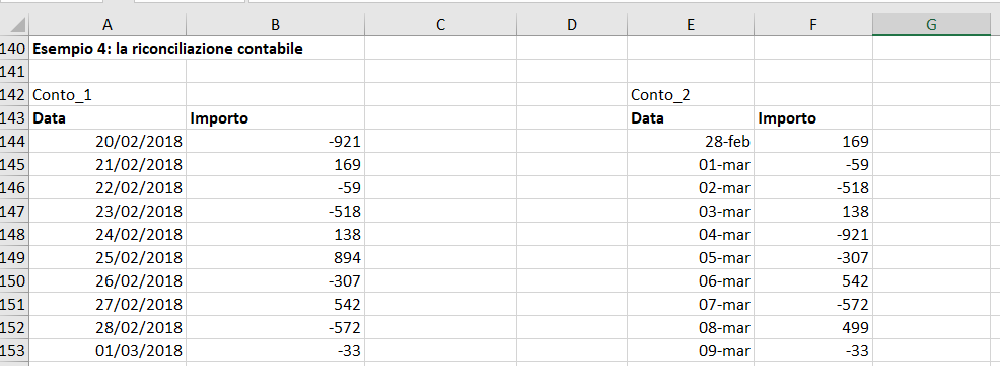 A B C D E F G
140 Esempio 4: la riconciliazione contabile
141
142 Conto_1 Conto_2
143 Data Importo Data Importo
144 20/02/2018 -921 28-feb 169
145 21/02/2018 169 01-mar -59
146 22/02/2018 -59 02-mar -518
147 23/02/2018 -518 03-mar 138
148 24/02/2018 138 04-mar -921
149 25/02/2018 894 05-mar -307
150 26/02/2018 -307 06-mar 542
151 27/02/2018 542 07-mar -572
152 28/02/2018 -572 08-mar 499
153 01/03/2018 -33 09-mar -33